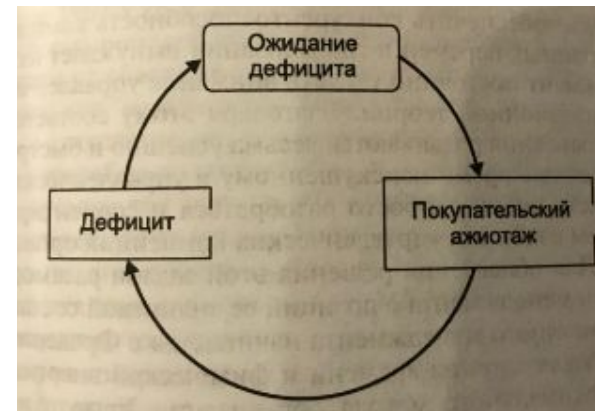 Ожидание
дефицита
Дефицит
Покупательский
ажиотаж